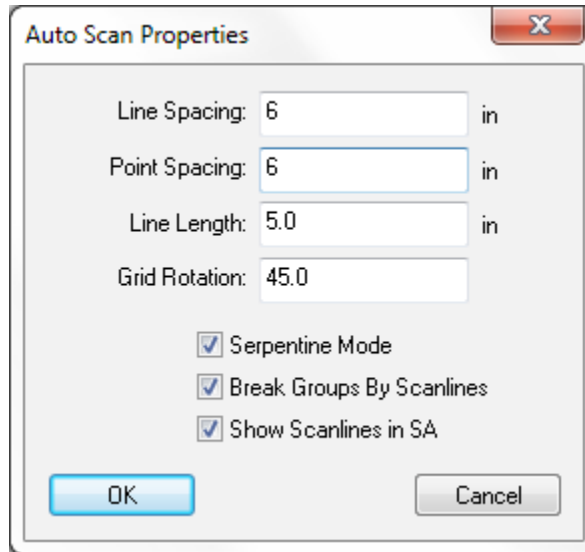 Auto Scan Properties
Line Spacing: 6 in
Point Spacing: 6 in
Line Length: 5.0 in
Grid Rotation: 45.0
Serpentine Mode
Break Groups By Scanlines
Show Scanlines in SA
OK Cancel